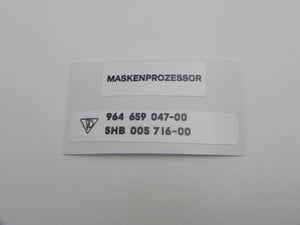 MASKENPROZESSOR
964 659 047-00
5HB 005 716-00